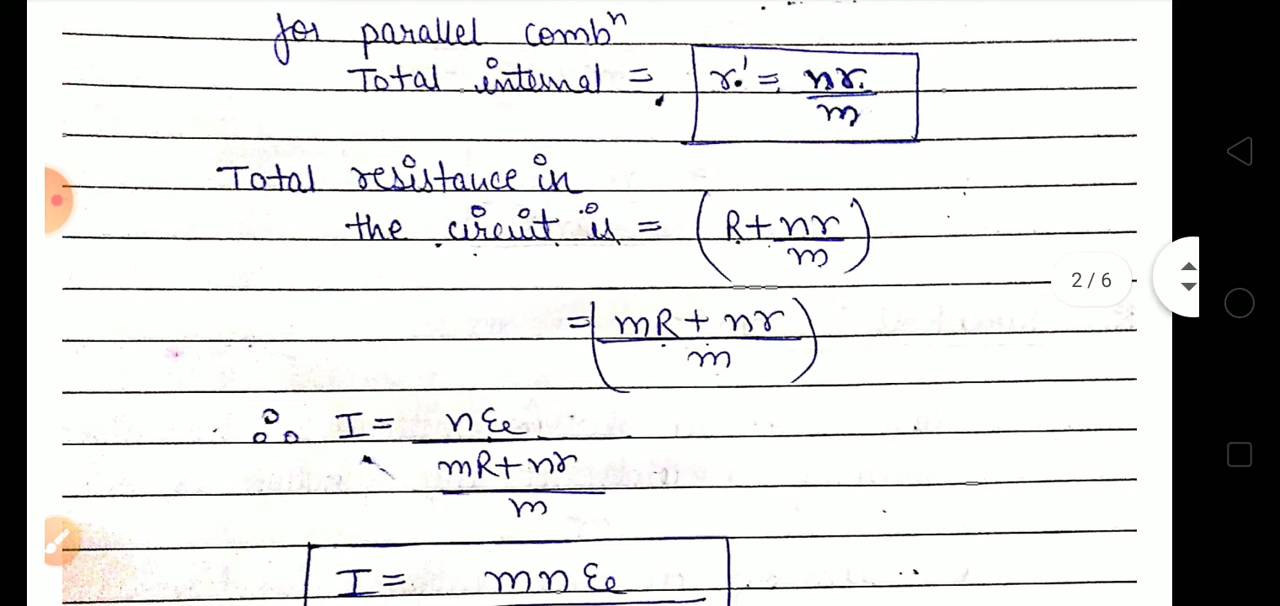 for parallel combⁿ
Total internal = r' = nr/m
Total resistance in
the circuit is = (R + nr/m)
2/6
= (mR + nr/m)
∴ I = nε/mR + nr/m
I = mnε